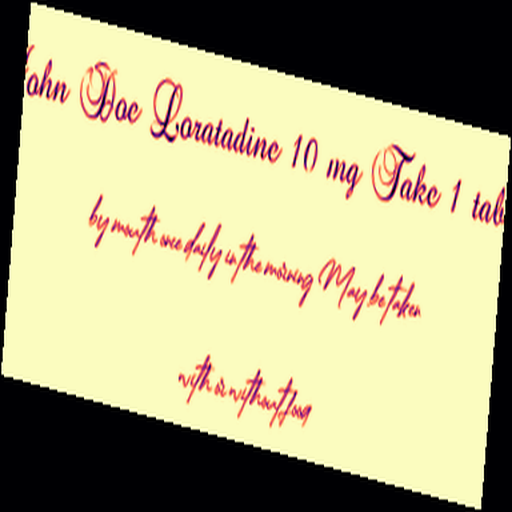 John Doe Loratadine 10 mg Take 1 tab
by mouth once daily in the morning May be taken
with or without food